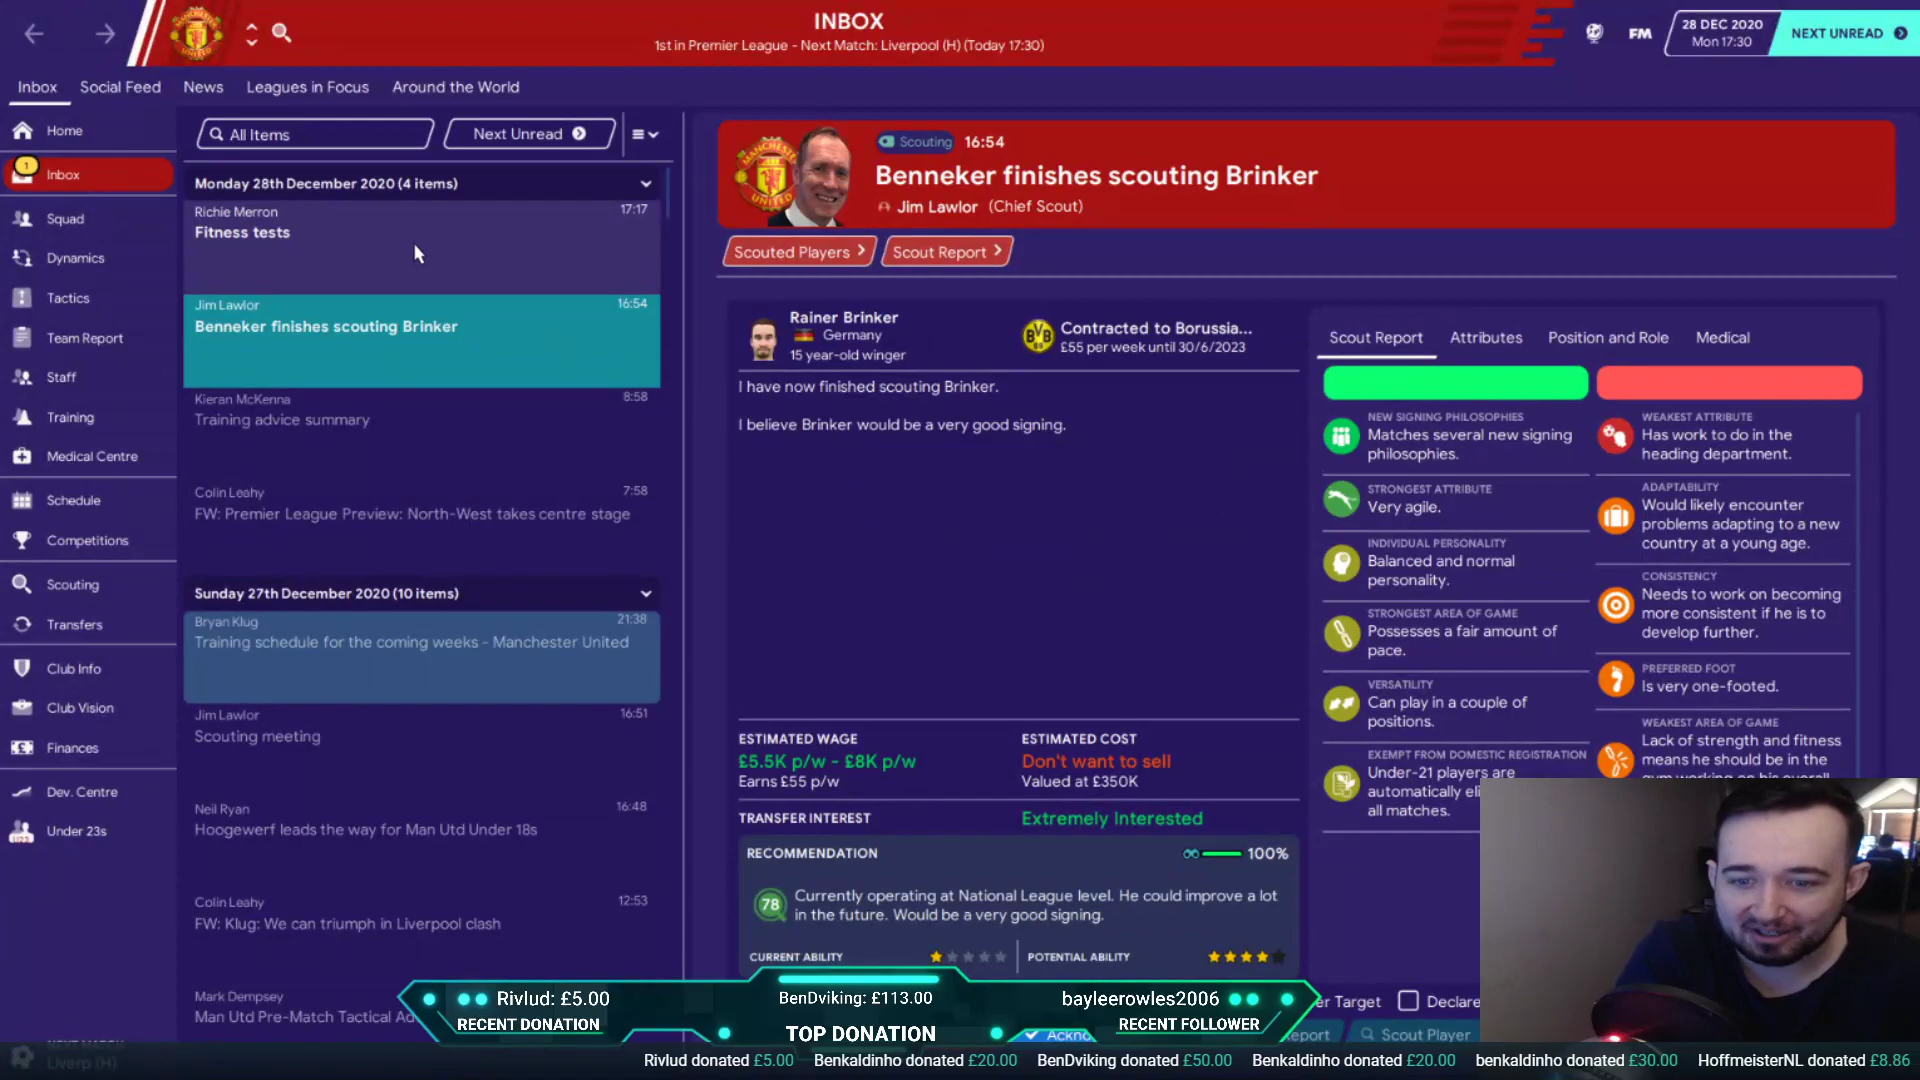 INBOX
1st in Premier League - Next Match: Liverpool (H) (Today 17:30)
FM
28 DEC 2020
Mon 17:30
NEXT UNREAD
Inbox
Social Feed
News
Leagues in Focus
Around the World
Home
1
Inbox
Squad
Dynamics
Tactics
Team Report
Staff
Training
Medical Centre
Schedule
Competitions
Scouting
Transfers
Club Info
Club Vision
Finances
Dev. Centre
Under 23s
Liverp (H)
All Items
Next Unread
Monday 28th December 2020 (4 items)
Richie Merron 17:17
Fitness tests
Jim Lawlor 16:54
Benneker finishes scouting Brinker
Kieran McKenna 8:58
Training advice summary
Colin Leahy 7:58
FW: Premier League Preview: North-West takes centre stage
Sunday 27th December 2020 (10 items)
Bryan Klug 21:38
Training schedule for the coming weeks - Manchester United
Jim Lawlor 16:51
Scouting meeting
Neil Ryan 16:48
Hoogewerf leads the way for Man Utd Under 18s
Colin Leahy 12:53
FW: Klug: We can triumph in Liverpool clash
Mark Dempsey
Man Utd Pre-Match Tactical Ad
MANCHESTER
UNITED
Scouting 16:54
Benneker finishes scouting Brinker
Jim Lawlor (Chief Scout)
Scouted Players
Scout Report
Rainer Brinker
Germany
15 year-old winger
BVB
09
Contracted to Borussia...
£55 per week until 30/6/2023
I have now finished scouting Brinker.
I believe Brinker would be a very good signing.
ESTIMATED WAGE
£5.5K p/w - £8K p/w
Earns £55 p/w
ESTIMATED COST
Don't want to sell
Valued at £350K
TRANSFER INTEREST
Extremely Interested
RECOMMENDATION
100%
78
Currently operating at National League level. He could improve a lot
in the future. Would be a very good signing.
CURRENT ABILITY
POTENTIAL ABILITY
Scout Report
Attributes
Position and Role
Medical
NEW SIGNING PHILOSOPHIES
Matches several new signing
philosophies.
STRONGEST ATTRIBUTE
Very agile.
INDIVIDUAL PERSONALITY
Balanced and normal
personality.
STRONGEST AREA OF GAME
Possesses a fair amount of
pace.
VERSATILITY
Can play in a couple of
positions.
EXEMPT FROM DOMESTIC REGISTRATION
Under-21 players are
automatically eli
all matches.
WEAKEST ATTRIBUTE
Has work to do in the
heading department.
ADAPTABILITY
Would likely encounter
problems adapting to a new
country at a young age.
CONSISTENCY
Needs to work on becoming
more consistent if he is to
develop further.
PREFERRED FOOT
Is very one-footed.
WEAKEST AREA OF GAME
Lack of strength and fitness
means he should be in the
er Target
Declare
Ackno
eport
Scout Player
Rivlud: £5.00
RECENT DONATION
BenDviking: £113.00
TOP DONATION
bayleerowles2006
RECENT FOLLOWER
Rivlud donated £5.00 Benkaldinho donated £20.00 BenDviking donated £50.00 Benkaldinho donated £20.00 benkaldinho donated £30.00 HoffmeisterNL donated £8.86